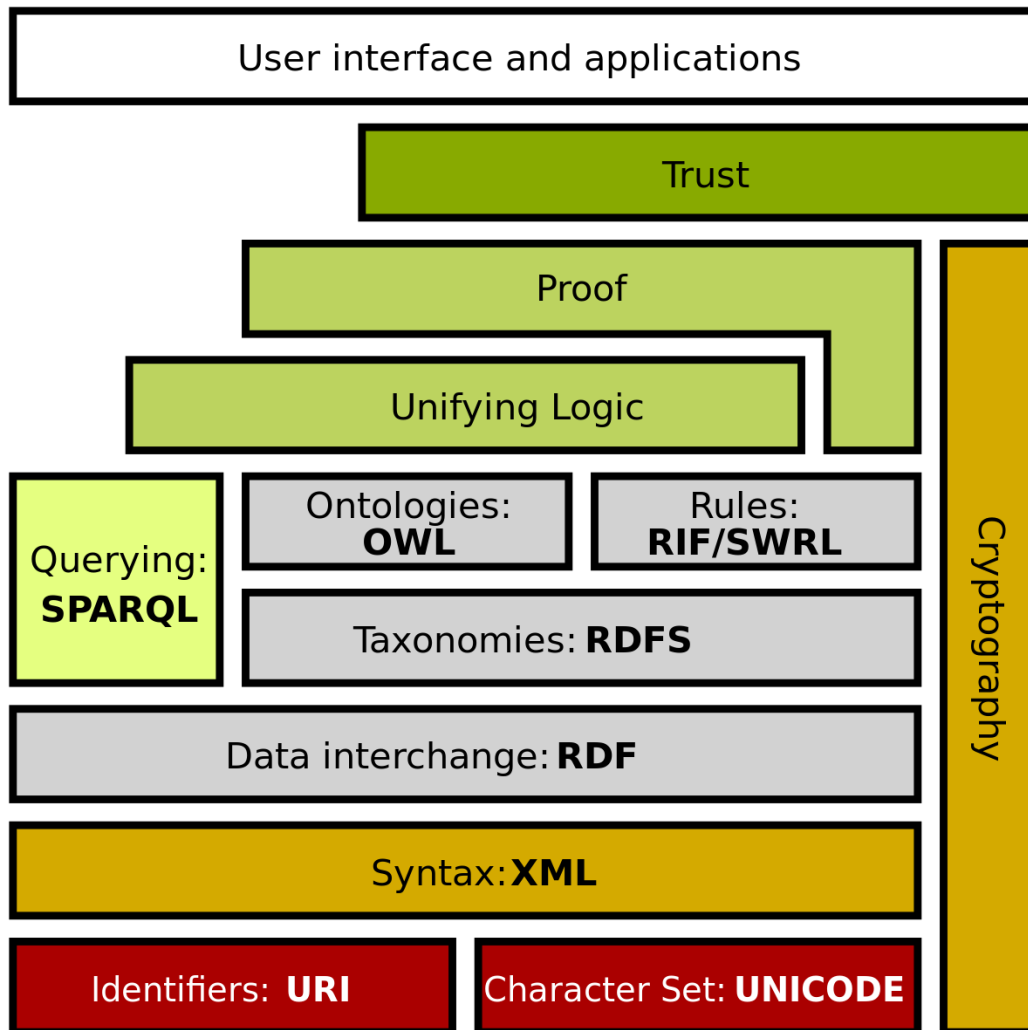 User interface and applications
Trust
Proof
Unifying Logic
Ontologies:
OWL
Rules:
RIF/SWRL
Querying:
SPARQL
Taxonomies: RDFS
Data interchange: RDF
Syntax: XML
Identifiers: URI
Character Set: UNICODE
Cryptography